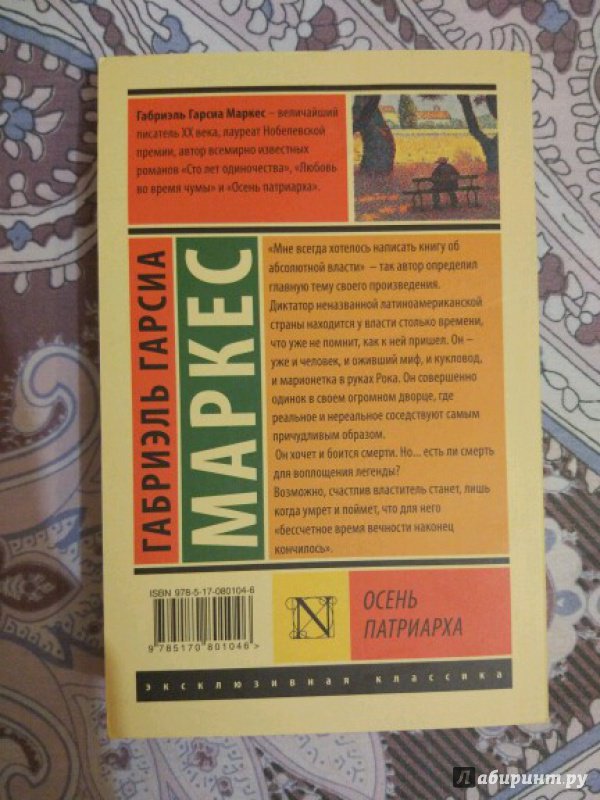 Габриэль Гарсиа Маркес – величайший
писатель XX века, лауреат Нобелевской
премии, автор всемирно известных
романов «Сто лет одиночества», «Любовь
во время чумы» и «Осень патриарха».
ГАБРИЭЛЬ ГАРСИА
МАРКЕС
«Мне всегда хотелось написать книгу об
абсолютной власти» – так автор определил
главную тему своего произведения.
Диктатор неназванной латиноамериканской
страны находится у власти столько времени,
что уже не помнит, как к ней пришел. Он –
уже и человек, и оживший миф, и кукловод,
и марионетка в руках Рока. Он совершенно
одинок в своем огромном дворце, где
реальное и нереальное соседствуют самым
причудливым образом.
Он хочет и боится смерти. Но... есть ли смерть
для воплощения легенды?
Возможно, счастлив властитель станет, лишь
когда умрет и поймет, что для него
«бессчетное время вечности наконец
кончилось».
ISBN 978-5-17-080104-6
9 785170 801046 >
N
ОСЕНЬ
ПАТРИАРХА
эксклюзивная классика
Лабиринт.ру